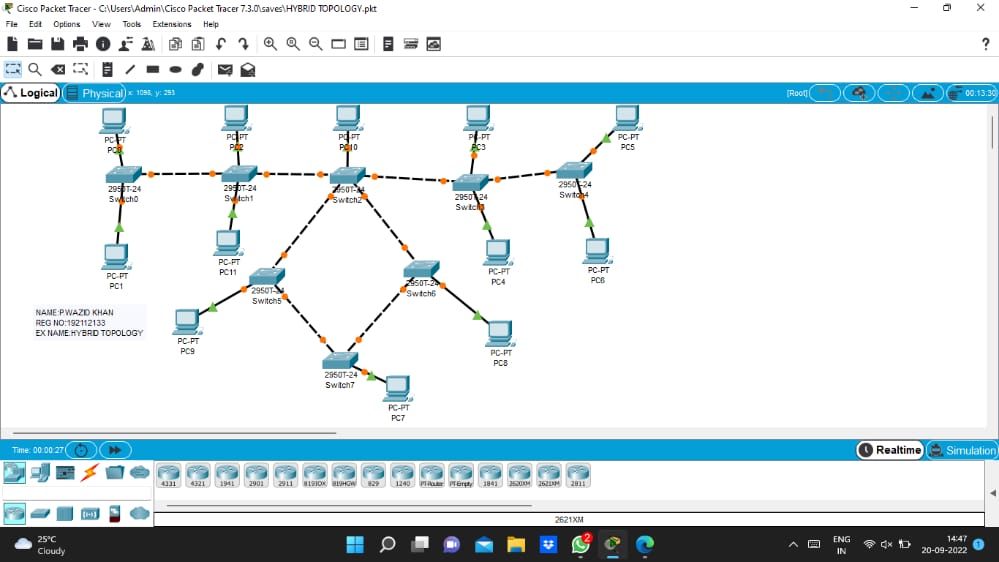 Cisco Packet Tracer - C:\Users\Admin\Cisco Packet Tracer 7.3.0\saves\HYBRID TOPOLOGY.pkt
File Edit Options View Tools Extensions Help
?
Logical Physical x: 1098, y: 293 [Root] 00:13:30
PC-PT
PC0
PC-PT
PC2
PC-PT
PC10
PC-PT
PC3
PC-PT
PC5
2950T-24
Switch0
2950T-24
Switch1
2950T-24
Switch2
2950T-24
Switch3
2950T-24
Switch4
PC-PT
PC1
PC-PT
PC11
PC-PT
PC4
PC-PT
PC6
2950T-24
Switch5
2950T-24
Switch6
NAME:P.WAZID KHAN
REG NO:192112133
EX NAME:HYBRID TOPOLOGY
PC-PT
PC9
PC-PT
PC8
2950T-24
Switch7
PC-PT
PC7
Time: 00:00:27 Realtime Simulation
4331 4321 1941 2901 2911 819IOX 819HGW 829 1240 PT-Router PT-Empty 1841 2620XM 2621XM 2811
2621XM
25°C
Cloudy
2
ENG
IN
14:47
20-09-2022
1